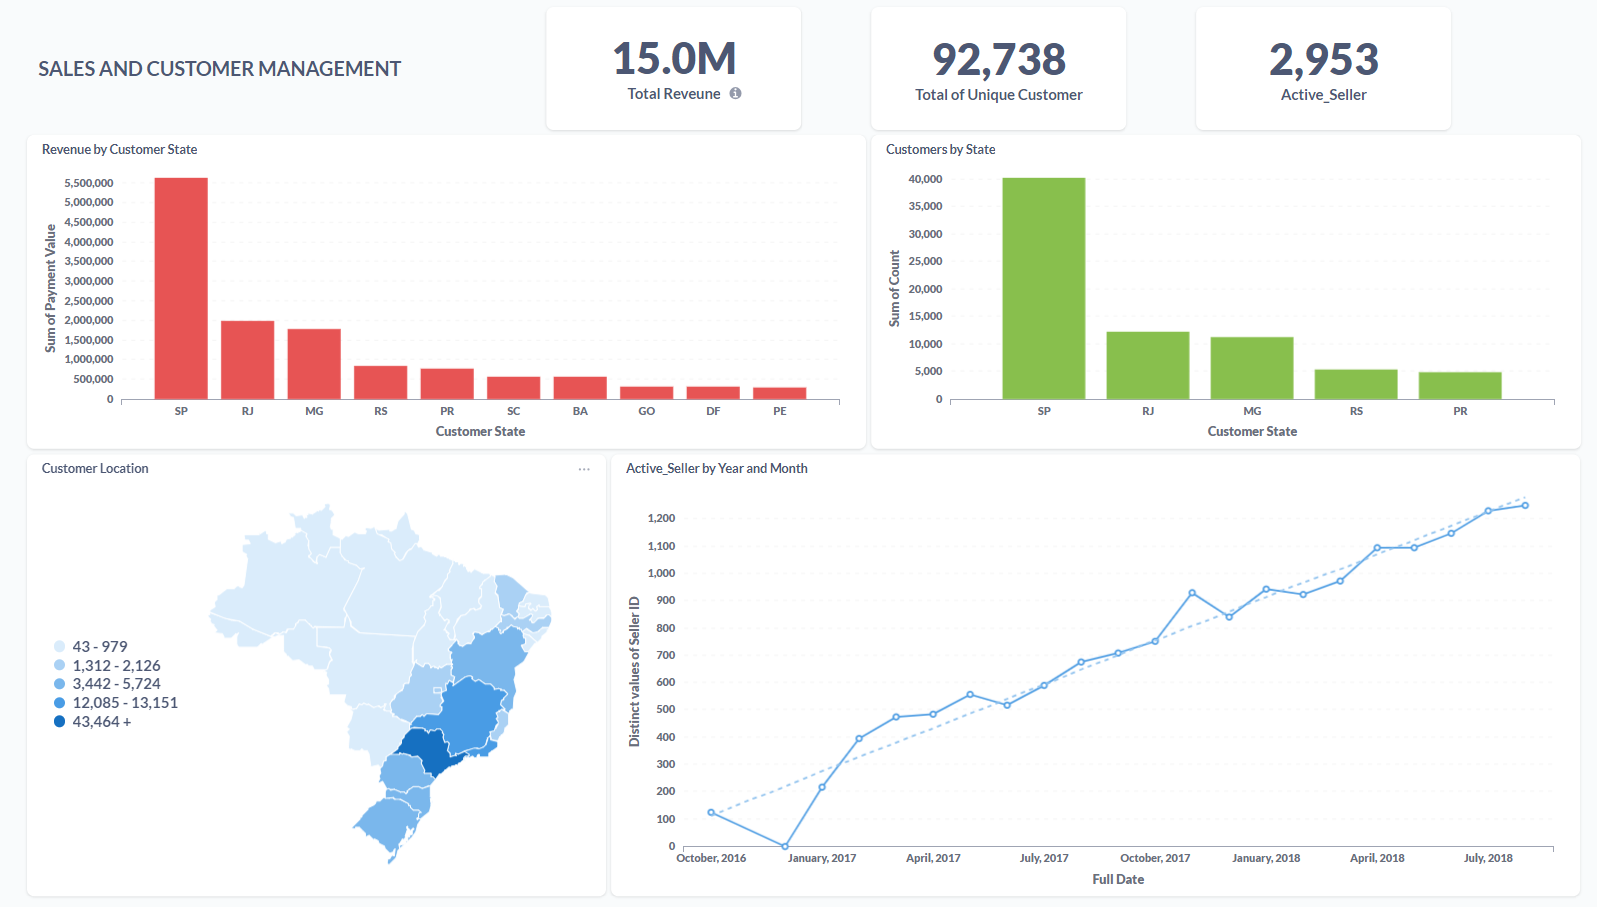 SALES AND CUSTOMER MANAGEMENT
15.0M
Total Reveune
92,738
Total of Unique Customer
2,953
Active_Seller
Revenue by Customer State
Sum of Payment Value
5,500,000
5,000,000
4,500,000
4,000,000
3,500,000
3,000,000
2,500,000
2,000,000
1,500,000
1,000,000
500,000
0
SP RJ MG RS PR SC BA GO DF PE
Customer State
Customers by State
Sum of Count
40,000
35,000
30,000
25,000
20,000
15,000
10,000
5,000
0
SP RJ MG RS PR
Customer State
Customer Location
43 - 979
1,312 - 2,126
3,442 - 5,724
12,085 - 13,151
43,464 +
Active_Seller by Year and Month
Distinct values of Seller ID
1,200
1,100
1,000
900
800
700
600
500
400
300
200
100
0
October, 2016 January, 2017 April, 2017 July, 2017 October, 2017 January, 2018 April, 2018 July, 2018
Full Date